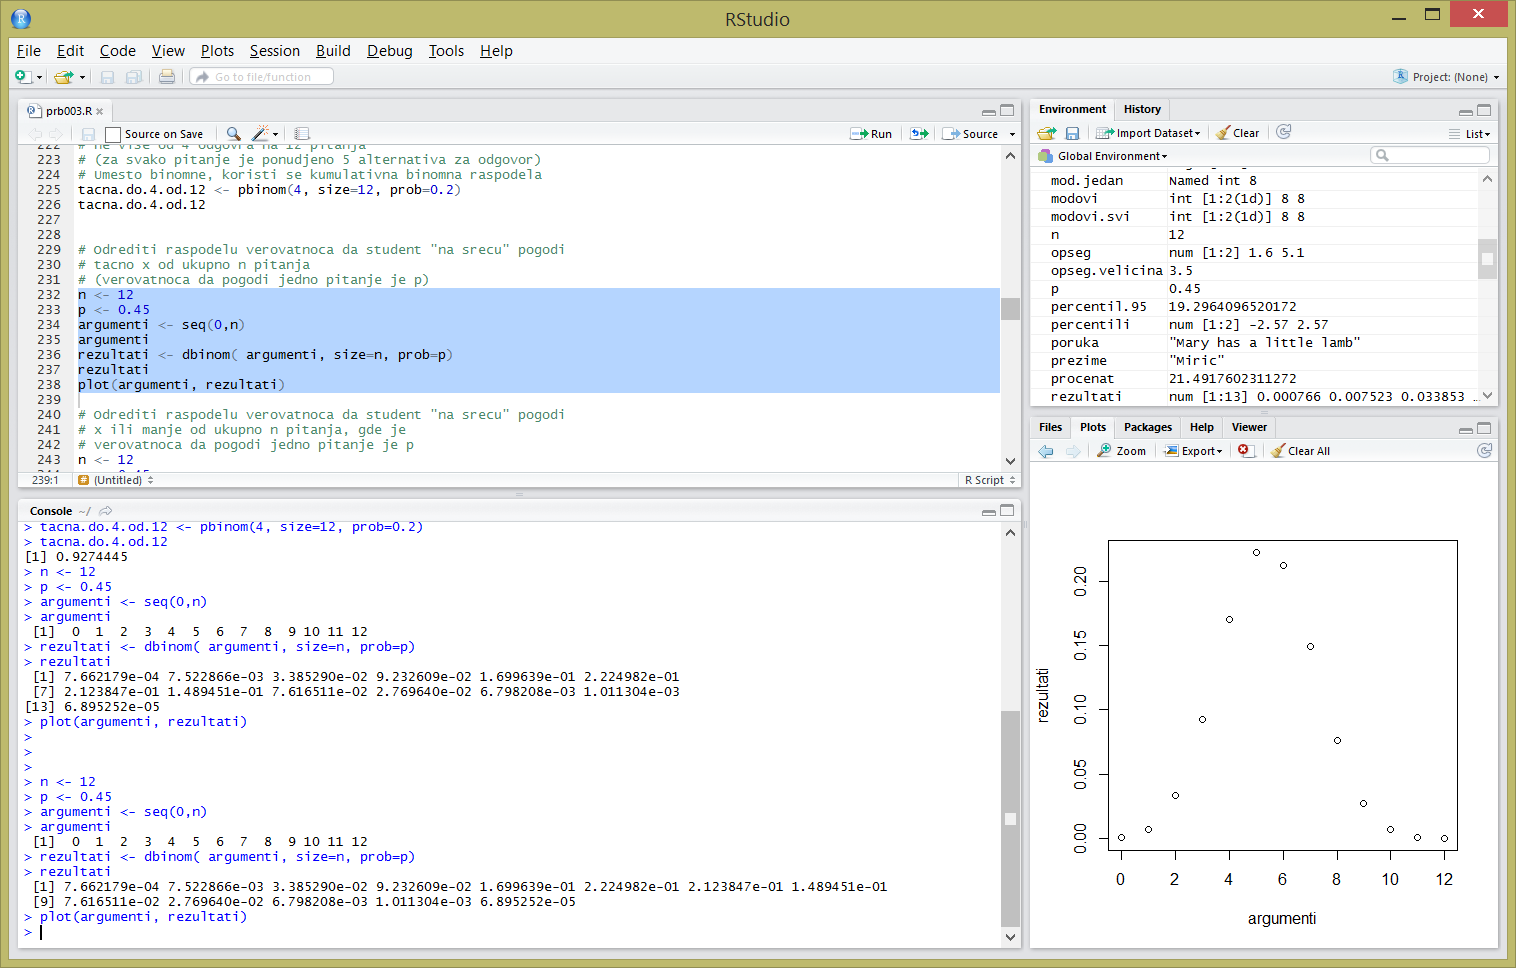 RStudio
File Edit Code View Plots Session Build Debug Tools Help
Go to file/function
Project: (None)
prb003.R
Source on Save
Run
Source
222 # ne vise od 4 odgovra na 12 pitanja
223 # (za svako pitanje je ponudjeno 5 alternativa za odgovor)
224 # Umesto binomne, koristi se kumulativna binomna raspodela
225 tacna.do.4.od.12 <- pbinom(4, size=12, prob=0.2)
226 tacna.do.4.od.12
227
228
229 # Odrediti raspodelu verovatnoca da student "na srecu" pogodi
230 # tacno x od ukupno n pitanja
231 # (verovatnoca da pogodi jedno pitanje je p)
232 n <- 12
233 p <- 0.45
234 argumenti <- seq(0,n)
235 argumenti
236 rezultati <- dbinom( argumenti, size=n, prob=p)
237 rezultati
238 plot(argumenti, rezultati)
239
240 # Odrediti raspodelu verovatnoca da student "na srecu" pogodi
241 # x ili manje od ukupno n pitanja, gde je
242 # verovatnoca da pogodi jedno pitanje je p
243 n <- 12
239:1 # (Untitled) R Script
Console ~/
> tacna.do.4.od.12 <- pbinom(4, size=12, prob=0.2)
> tacna.do.4.od.12
[1] 0.9274445
> n <- 12
> p <- 0.45
> argumenti <- seq(0,n)
> argumenti
[1] 0 1 2 3 4 5 6 7 8 9 10 11 12
> rezultati <- dbinom( argumenti, size=n, prob=p)
> rezultati
[1] 7.662179e-04 7.522866e-03 3.385290e-02 9.232609e-02 1.699639e-01 2.224982e-01
[7] 2.123847e-01 1.489451e-01 7.616511e-02 2.769640e-02 6.798208e-03 1.011304e-03
[13] 6.895252e-05
> plot(argumenti, rezultati)
>
>
>
> n <- 12
> p <- 0.45
> argumenti <- seq(0,n)
> argumenti
[1] 0 1 2 3 4 5 6 7 8 9 10 11 12
> rezultati <- dbinom( argumenti, size=n, prob=p)
> rezultati
[1] 7.662179e-04 7.522866e-03 3.385290e-02 9.232609e-02 1.699639e-01 2.224982e-01 2.123847e-01 1.489451e-01
[9] 7.616511e-02 2.769640e-02 6.798208e-03 1.011304e-03 6.895252e-05
> plot(argumenti, rezultati)
>
Environment History
Import Dataset Clear List
Global Environment
mod.jedan Named int 8
modovi int [1:2(1d)] 8 8
modovi.svi int [1:2(1d)] 8 8
n 12
opseg num [1:2] 1.6 5.1
opseg.velicina 3.5
p 0.45
percentil.95 19.2964096520172
percentili num [1:2] -2.57 2.57
poruka "Mary has a little lamb"
prezime "Miric"
procenat 21.4917602311272
rezultati num [1:13] 0.000766 0.007523 0.033853 ...
Files Plots Packages Help Viewer
Zoom Export Clear All
rezultati
0.20
0.15
0.10
0.05
0.00
0 2 4 6 8 10 12
argumenti